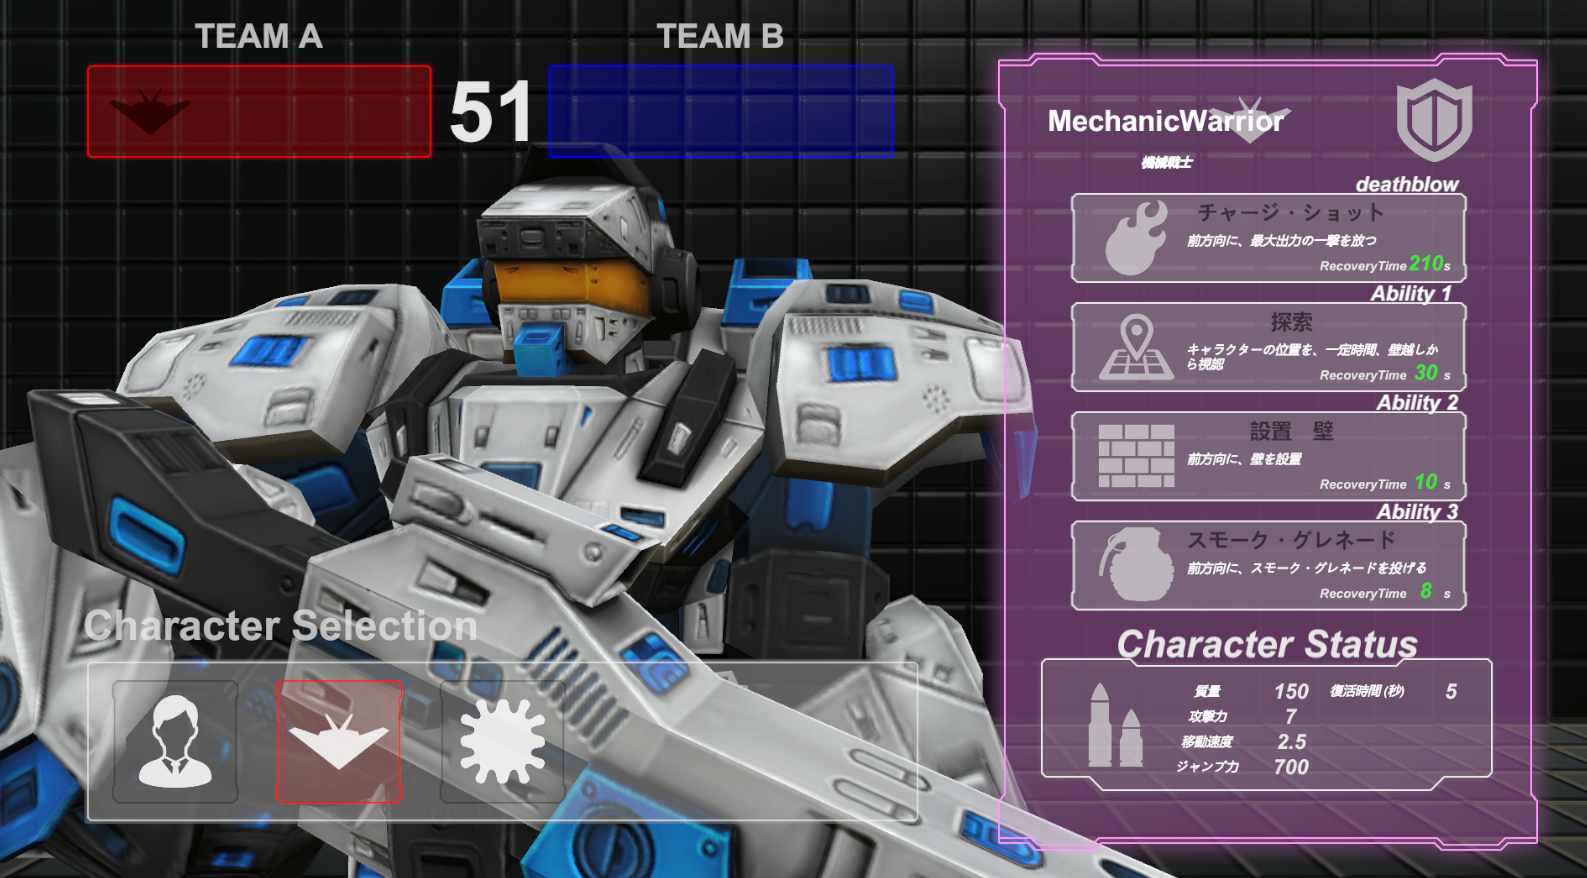 TEAM A
51
TEAM B
MechanicWarrior
機械戦士
deathblow
チャージ・ショット
前方向に、最大出力の一撃を放つ
RecoveryTime 210 s
Ability 1
探索
キャラクターの位置を、一定時間、壁越しか
ら視認
RecoveryTime 30 s
Ability 2
設置　壁
前方向に、壁を設置
RecoveryTime 10 s
Ability 3
スモーク・グレネード
前方向に、スモーク・グレネードを投げる
RecoveryTime 8 s
Character Selection
Character Status
質量 150 復活時間(秒) 5
攻撃力 7
移動速度 2.5
ジャンプ力 700